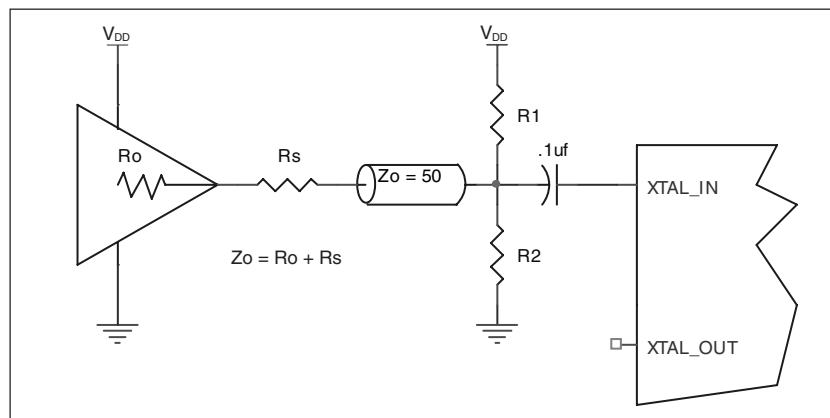 VDD
VDD
R1
Ro
Rs
Zo = 50
.1uf
XTAL_IN
Zo = Ro + Rs
R2
XTAL_OUT